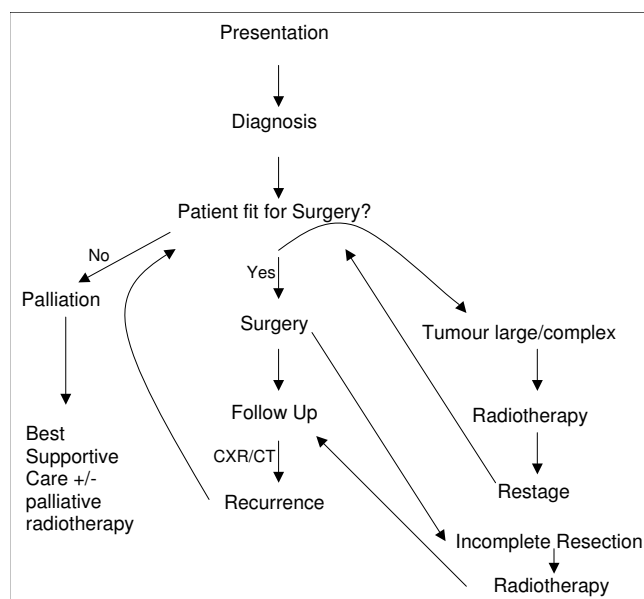 Presentation
Diagnosis
Patient fit for Surgery?
No
Yes
Palliation
Surgery
Tumour large/complex
Follow Up
Radiotherapy
Best
Supportive
Care +/-
palliative
radiotherapy
CXR/CT
Recurrence
Restage
Incomplete Resection
Radiotherapy